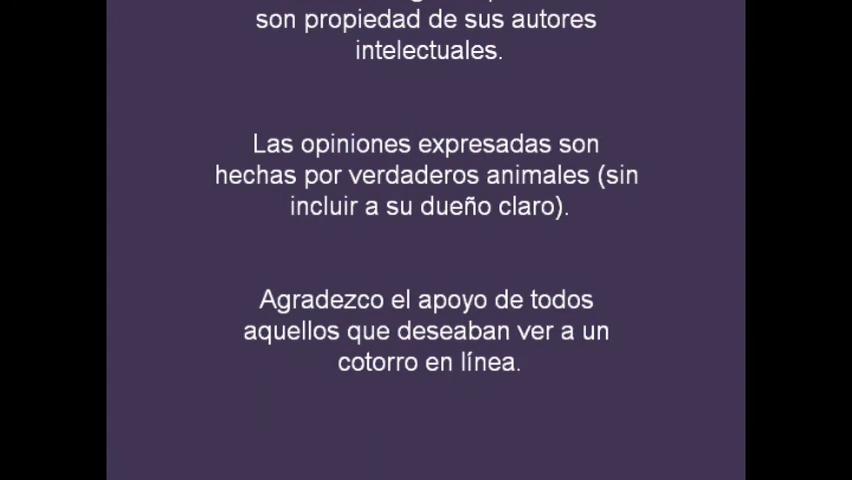 son propiedad de sus autores
intelectuales.
Las opiniones expresadas son
hechas por verdaderos animales (sin
incluir a su dueño claro).
Agradezco el apoyo de todos
aquellos que deseaban ver a un
cotorro en línea.